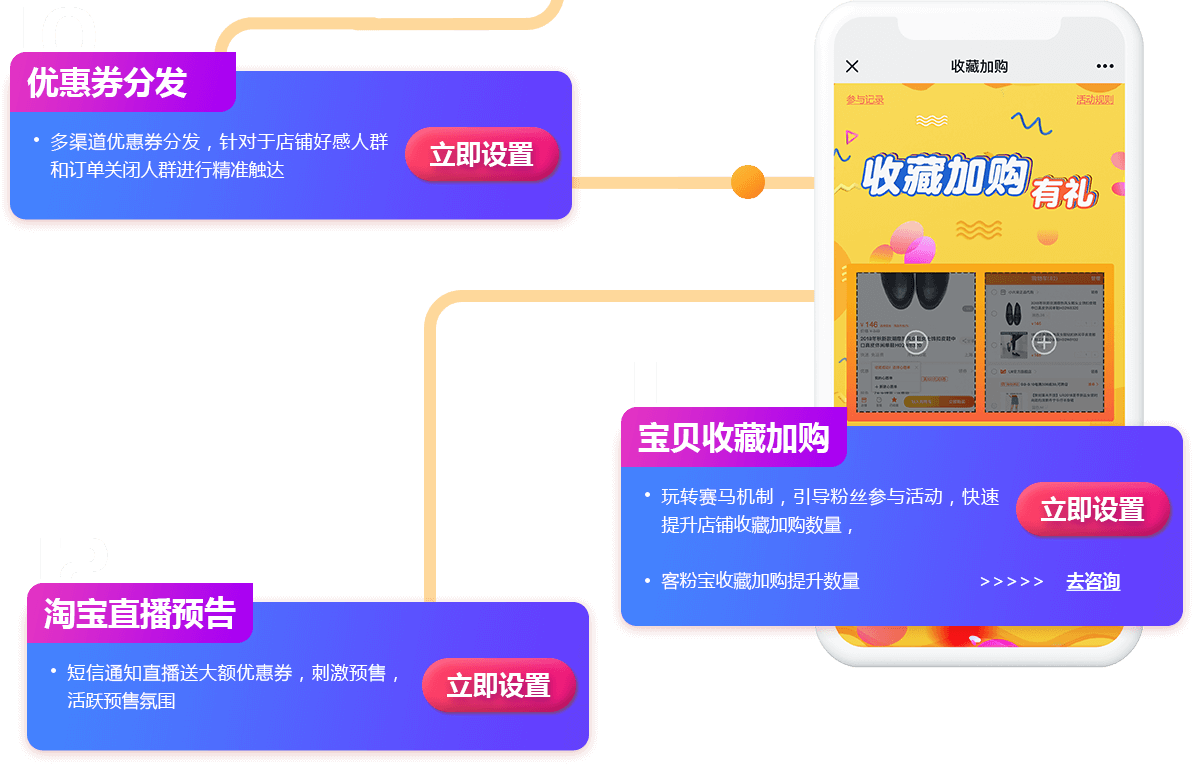 优惠券分发
• 多渠道优惠券分发，针对于店铺好感人群
和订单关闭人群进行精准触达
立即设置
收藏加购
参与记录
活动规则
收藏加购
有礼
¥ 146
宝贝收藏加购
• 玩转赛马机制，引导粉丝参与活动，快速
提升店铺收藏加购数量，
立即设置
• 客粉宝收藏加购提升数量
>>>>> 去咨询
淘宝直播预告
• 短信通知直播送大额优惠券，刺激预售，
活跃预售氛围
立即设置